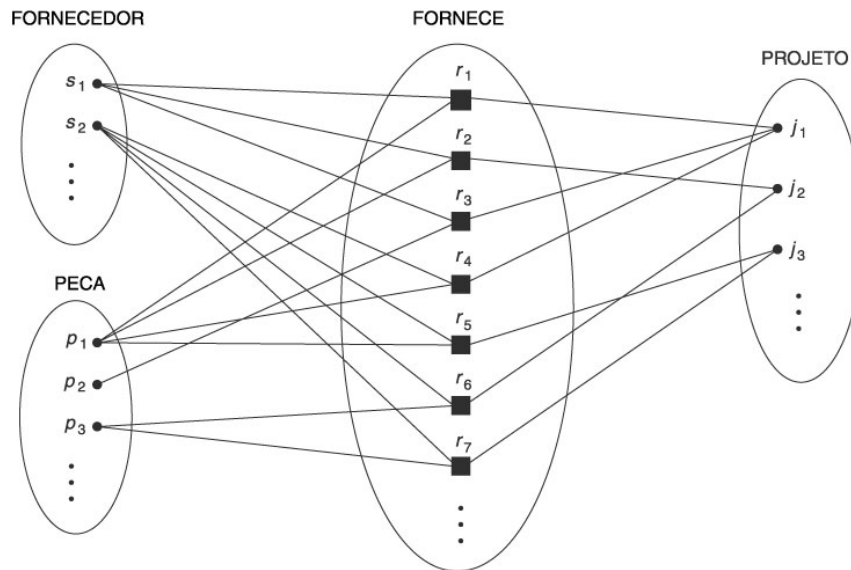 FORNECEDOR
s1
s2
PECA
p1
p2
p3
FORNECE
r1
r2
r3
r4
r5
r6
r7
PROJETO
j1
j2
j3